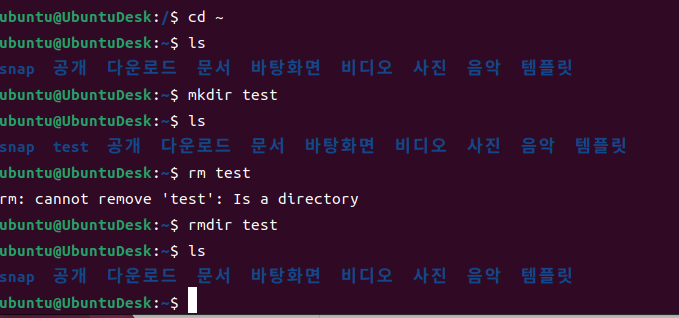 ubuntu@UbuntuDesk:/$ cd ~
ubuntu@UbuntuDesk:~$ ls
snap 공개 다운로드 문서 바탕화면 비디오 사진 음악 템플릿
ubuntu@UbuntuDesk:~$ mkdir test
ubuntu@UbuntuDesk:~$ ls
snap test 공개 다운로드 문서 바탕화면 비디오 사진 음악 템플릿
ubuntu@UbuntuDesk:~$ rm test
rm: cannot remove 'test': Is a directory
ubuntu@UbuntuDesk:~$ rmdir test
ubuntu@UbuntuDesk:~$ ls
snap 공개 다운로드 문서 바탕화면 비디오 사진 음악 템플릿
ubuntu@UbuntuDesk:~$